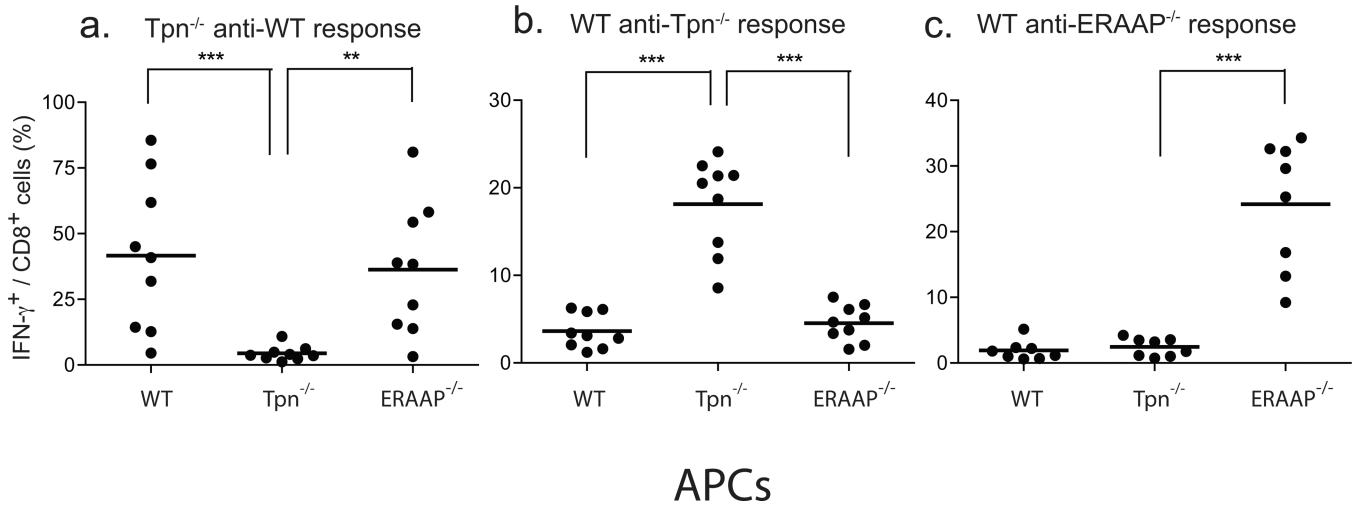 a. Tpn-/- anti-WT response
*** **
IFN-γ+ / CD8+ cells (%)
100
75
50
25
0
WT Tpn-/- ERAAP-/-
b. WT anti-Tpn-/- response
*** ***
30
20
10
0
WT Tpn-/- ERAAP-/-
c. WT anti-ERAAP-/- response
***
40
30
20
10
0
WT Tpn-/- ERAAP-/-
APCs